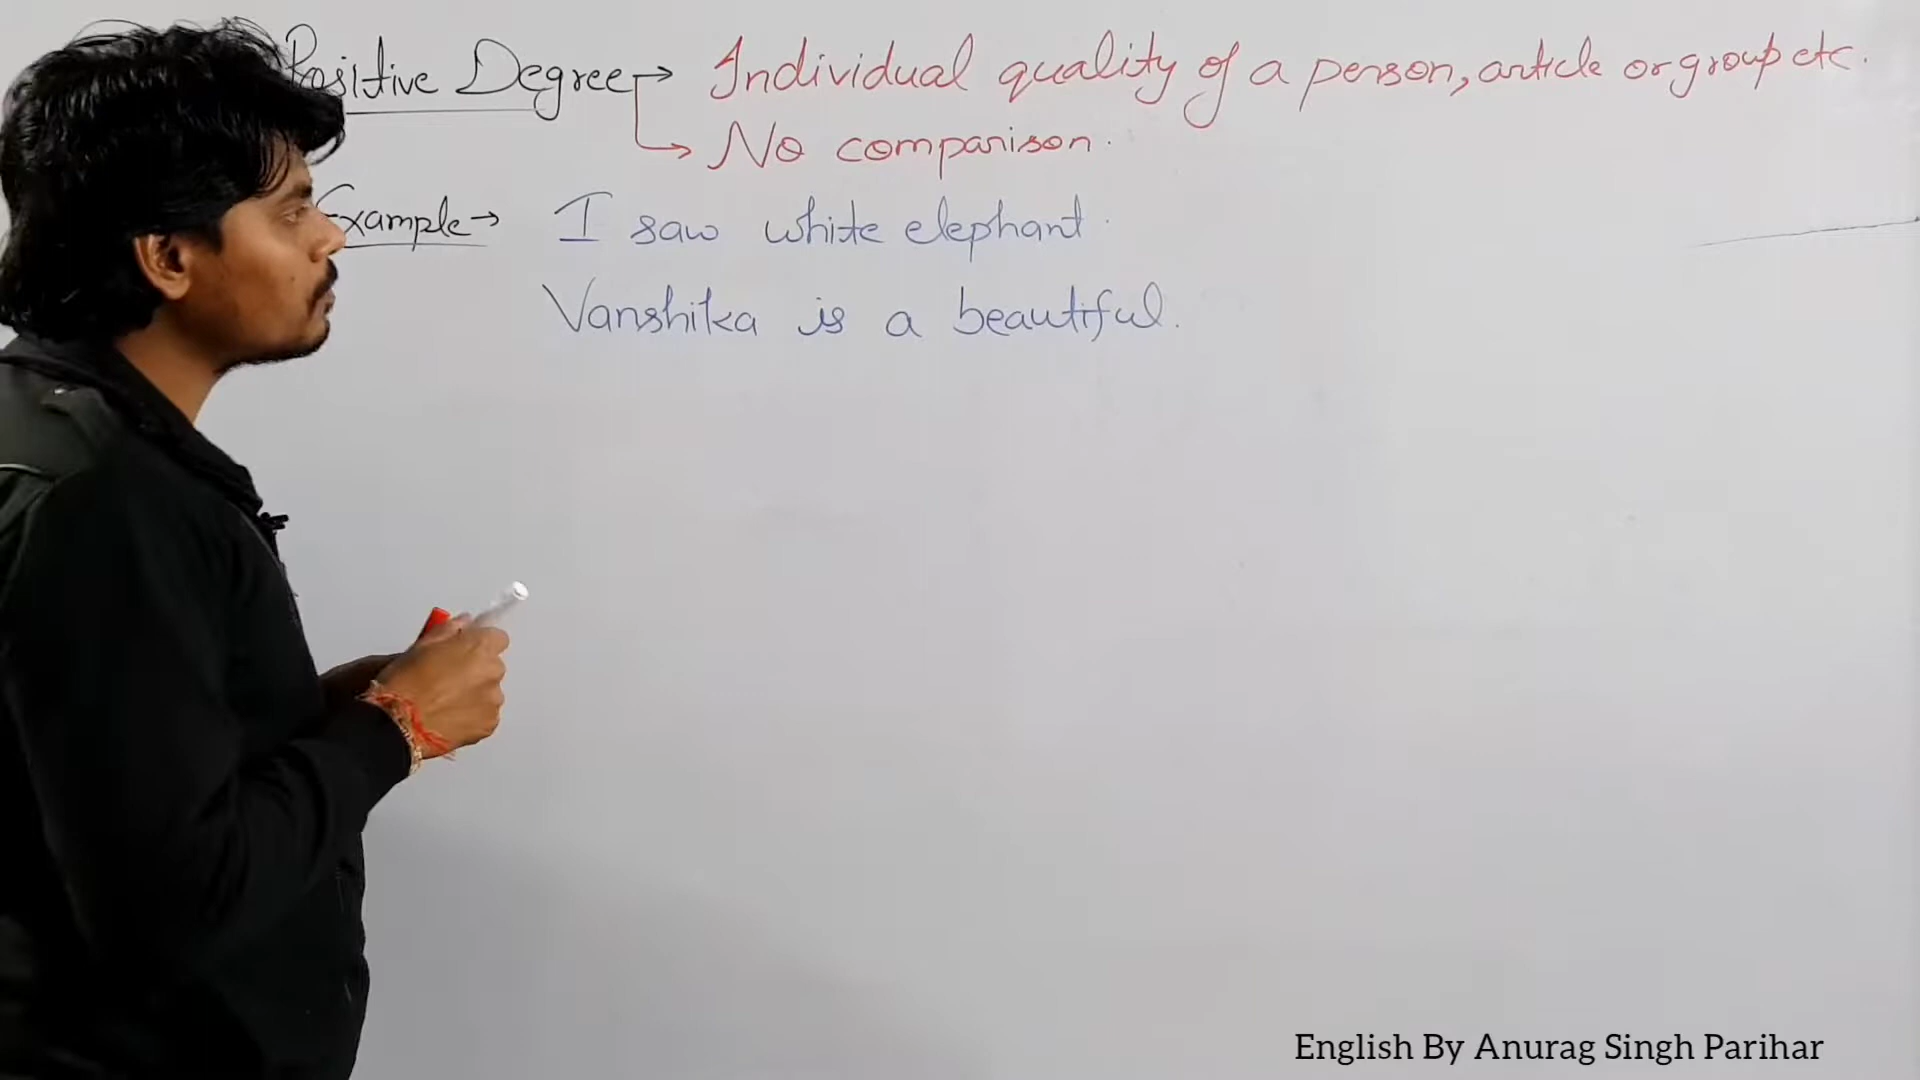 Positive Degree → Individual quality of a person, article or group etc.
→ No comparison.
Example → I saw white elephant.
Vanshika is a beautiful.
English By Anurag Singh Parihar